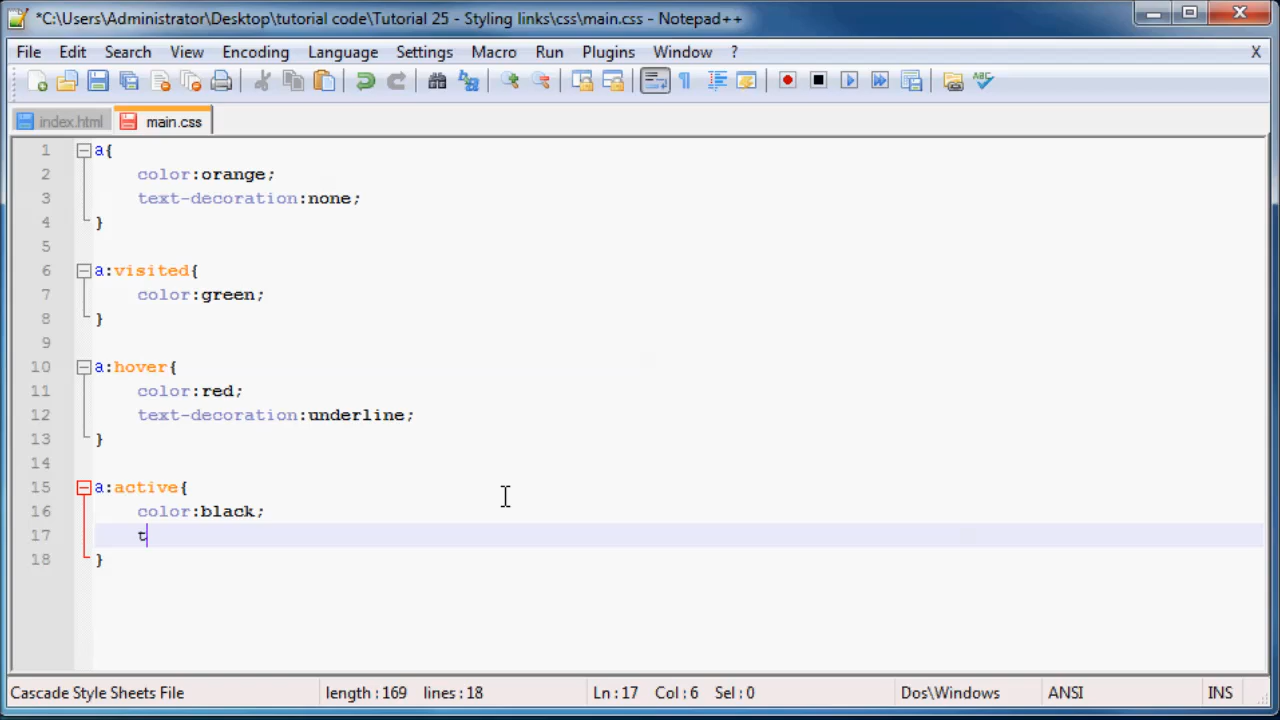 *C:\Users\Administrator\Desktop\tutorial code\Tutorial 25 - Styling links\css\main.css - Notepad++
File Edit Search View Encoding Language Settings Macro Run Plugins Window ? X
index.html main.css
1 a{
2 color:orange;
3 text-decoration:none;
4 }
5
6 a:visited{
7 color:green;
8 }
9
10 a:hover{
11 color:red;
12 text-decoration:underline;
13 }
14
15 a:active{
16 color:black;
17 t
18 }
Cascade Style Sheets File length : 169 lines : 18 Ln : 17 Col : 6 Sel : 0 Dos\Windows ANSI INS